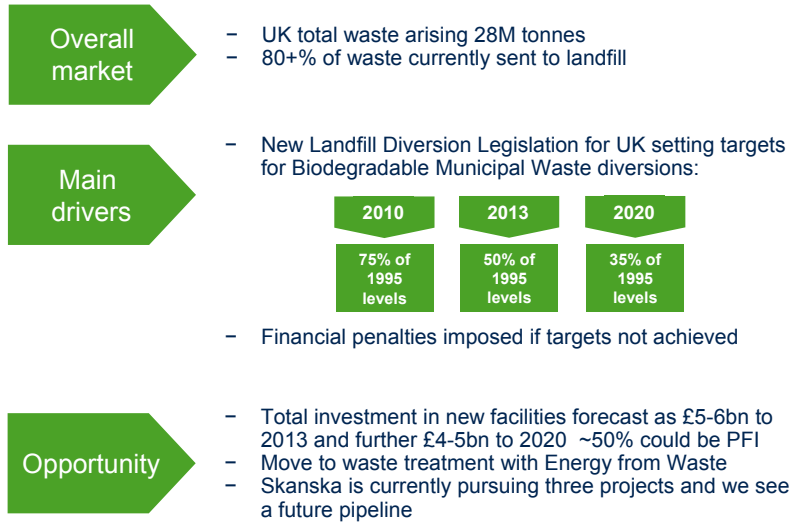 Overall
market
− UK total waste arising 28M tonnes
− 80+% of waste currently sent to landfill
Main
drivers
− New Landfill Diversion Legislation for UK setting targets
for Biodegradable Municipal Waste diversions:
2010 2013 2020
75% of 50% of 35% of
1995 1995 1995
levels levels levels
− Financial penalties imposed if targets not achieved
Opportunity
− Total investment in new facilities forecast as £5-6bn to
2013 and further £4-5bn to 2020 ~50% could be PFI
− Move to waste treatment with Energy from Waste
− Skanska is currently pursuing three projects and we see
a future pipeline